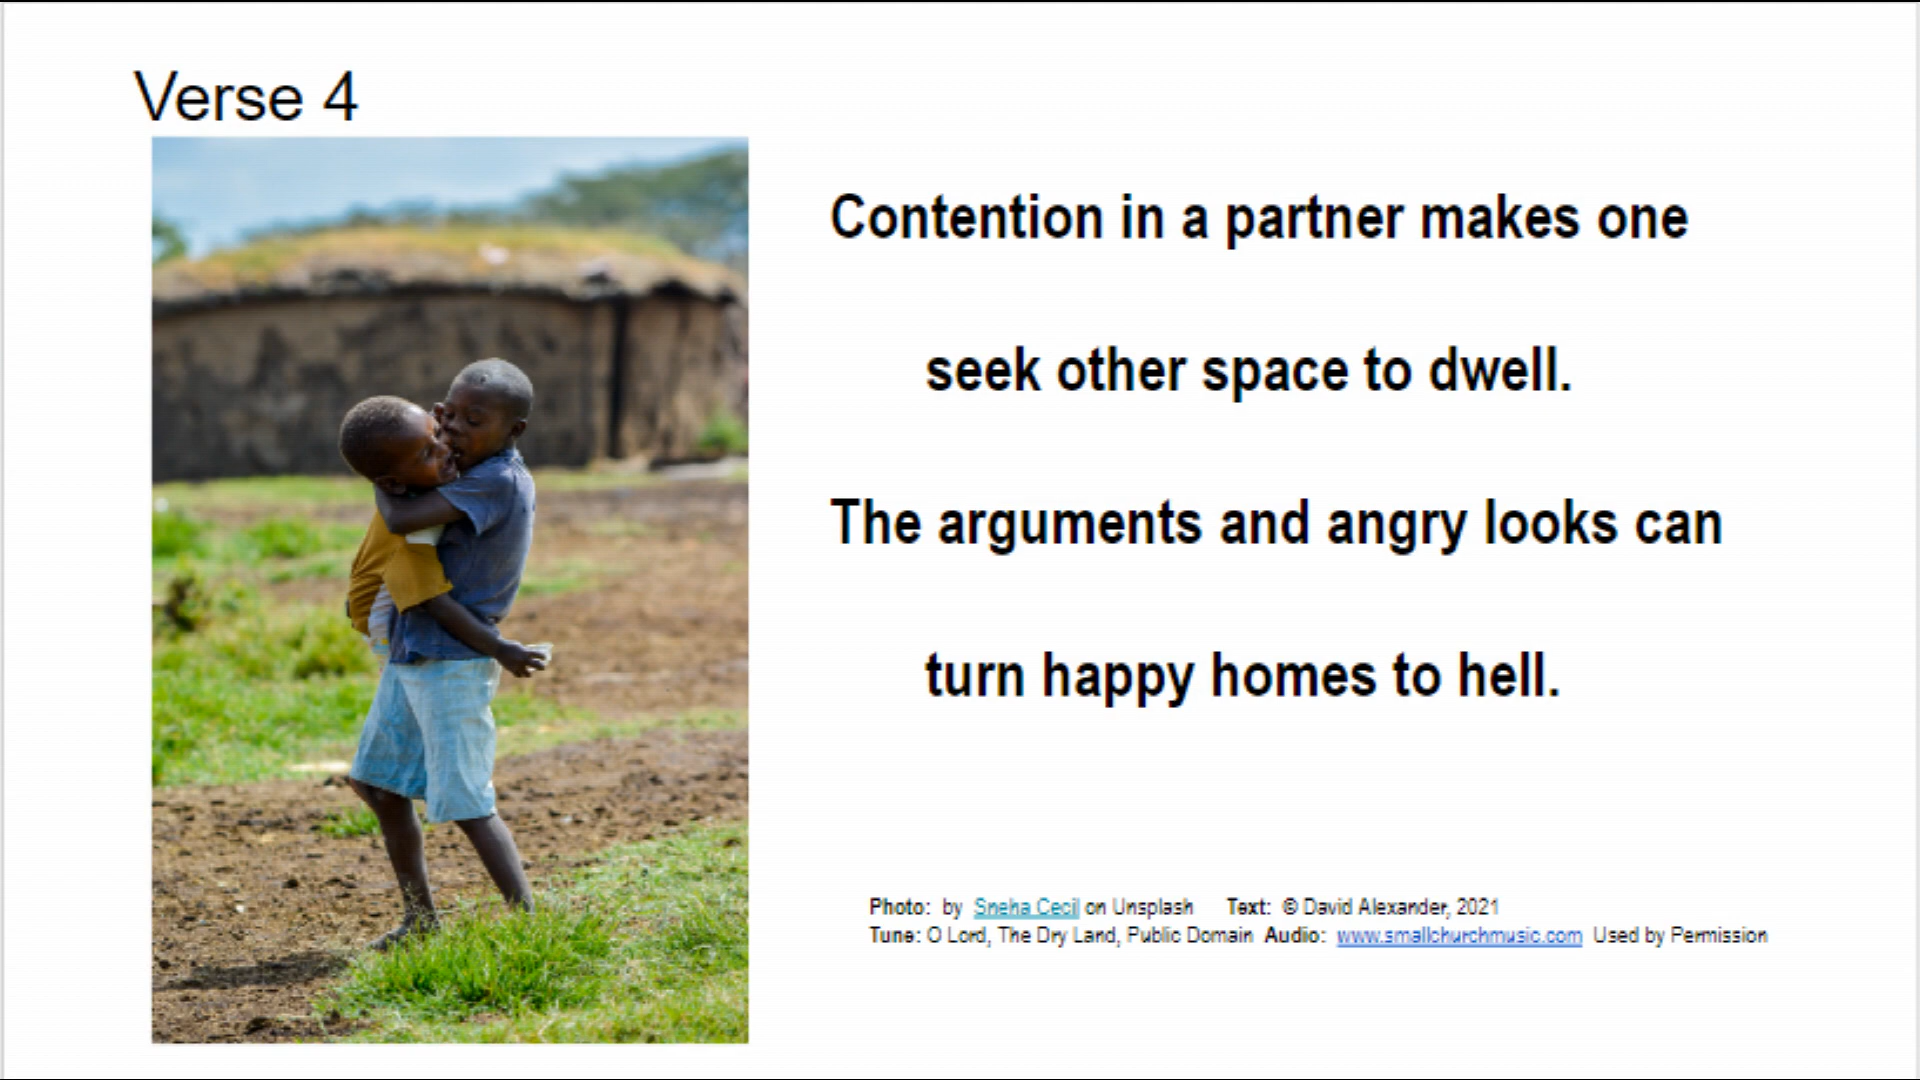 Verse 4
Contention in a partner makes one
seek other space to dwell.
The arguments and angry looks can
turn happy homes to hell.
Photo: by Sneha Cecil on Unsplash Text: © David Alexander, 2021
Tune: O Lord, The Dry Land, Public Domain Audio: www.smallchurchmusic.com Used by Permission